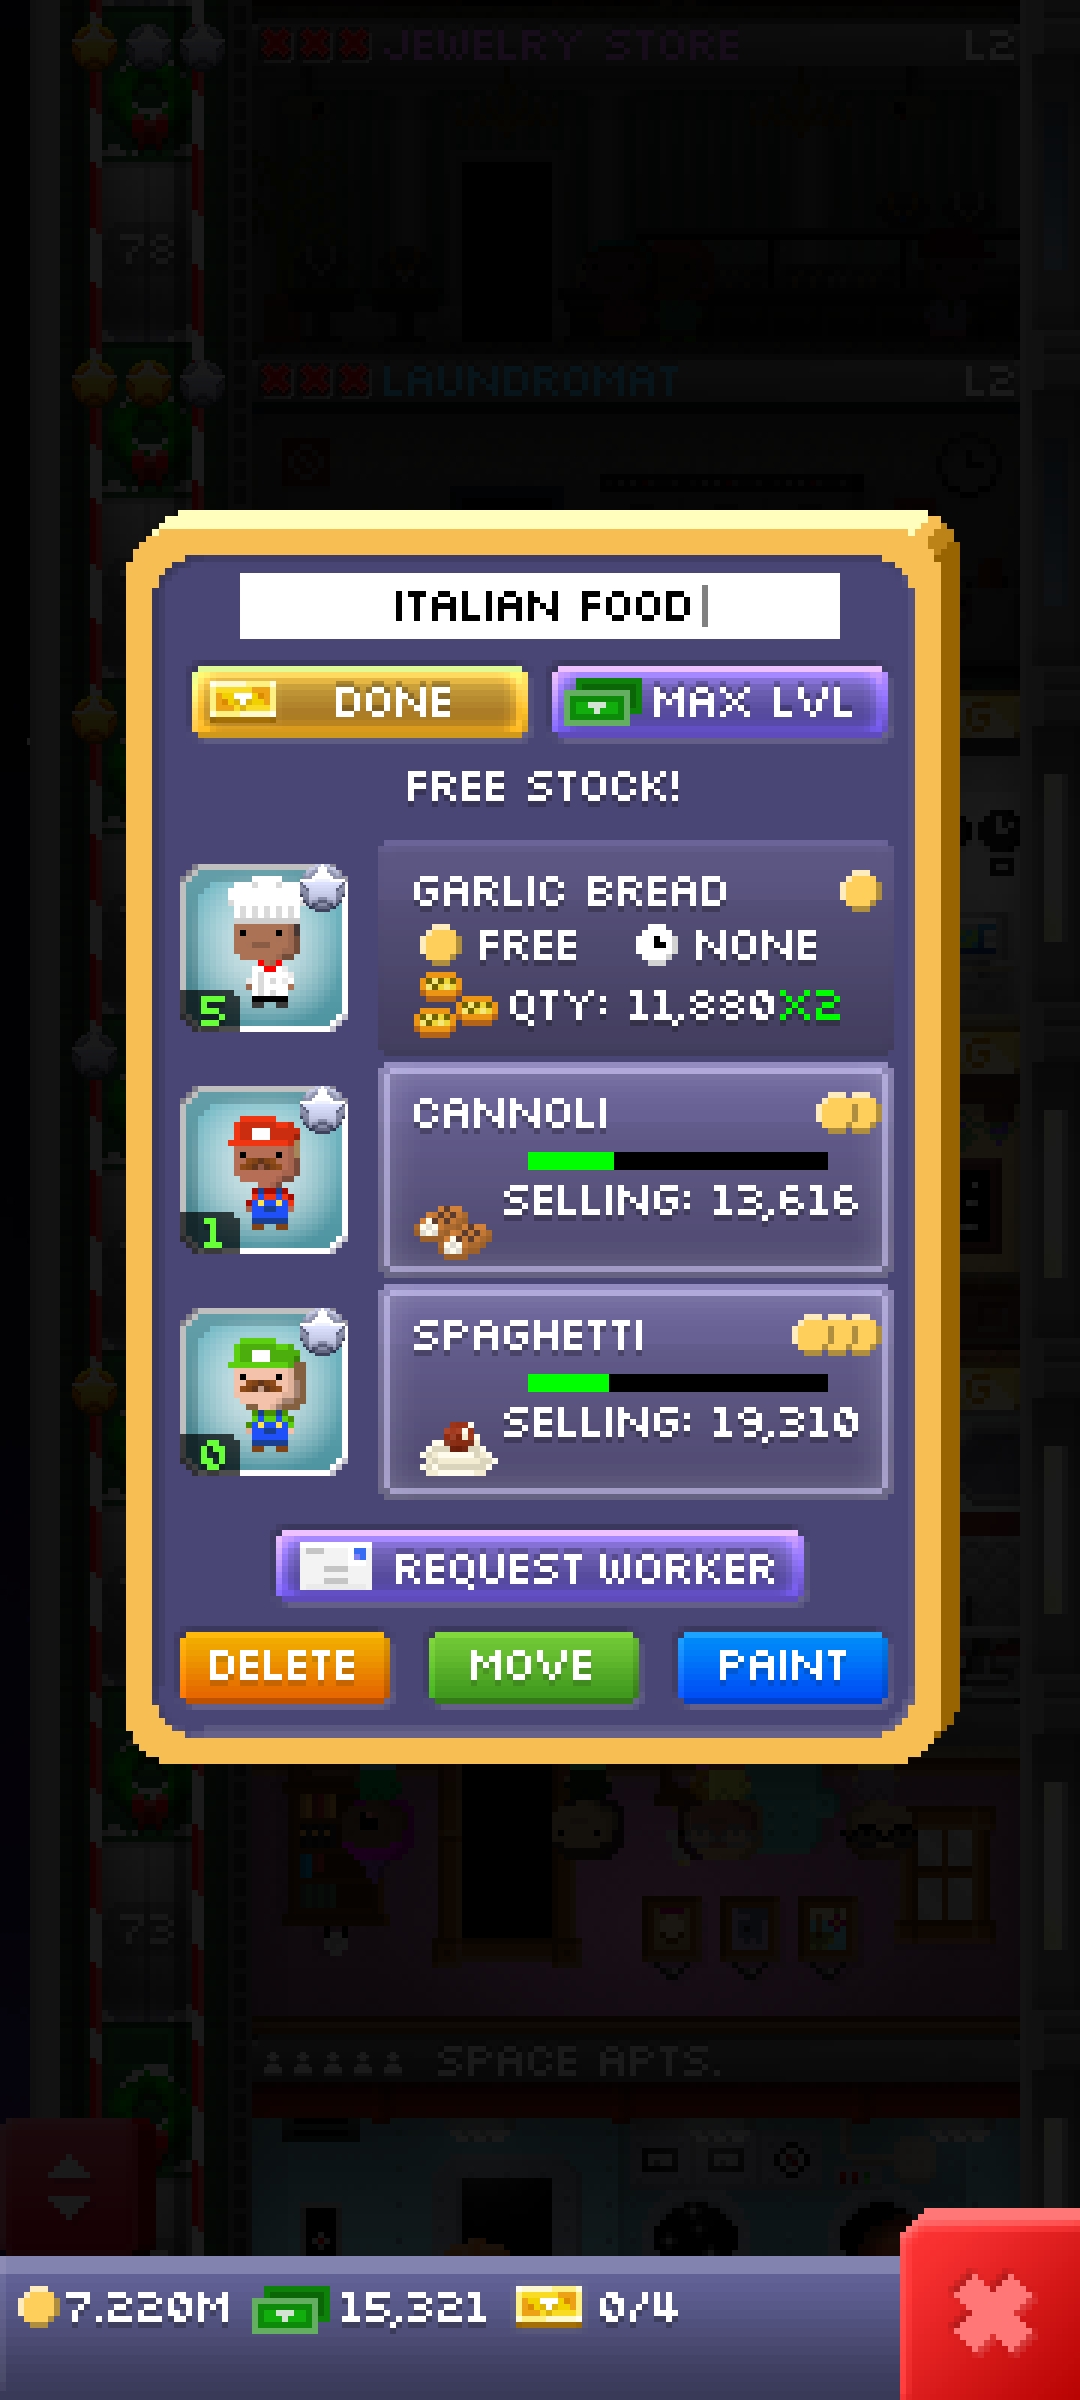 JEWELRY STORE L2
78
LAUNDROMAT L2
ITALIAN FOOD
DONE MAX LVL
FREE STOCK!
GARLIC BREAD
FREE NONE
5 QTY: 11,880X2
CANNOLI
SELLING: 13,616
1
SPAGHETTI
SELLING: 19,310
0
REQUEST WORKER
DELETE MOVE PAINT
73
SPACE APTS.
7.220M 15,321 0/4